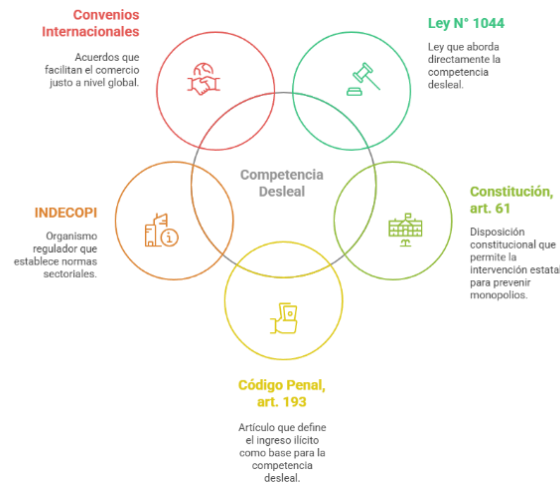 Convenios
Internacionales
Acuerdos que
facilitan el comercio
justo a nivel global.
Ley N° 1044
Ley que aborda
directamente la
competencia
desleal.
Competencia
Desleal
INDECOPI
Organismo
regulador que
establece normas
sectoriales.
Constitución,
art. 61
Disposición
constitucional que
permite la
intervención estatal
para prevenir
monopolios.
Código Penal,
art. 193
Artículo que define
el ingreso ilícito
como base para la
competencia
desleal.